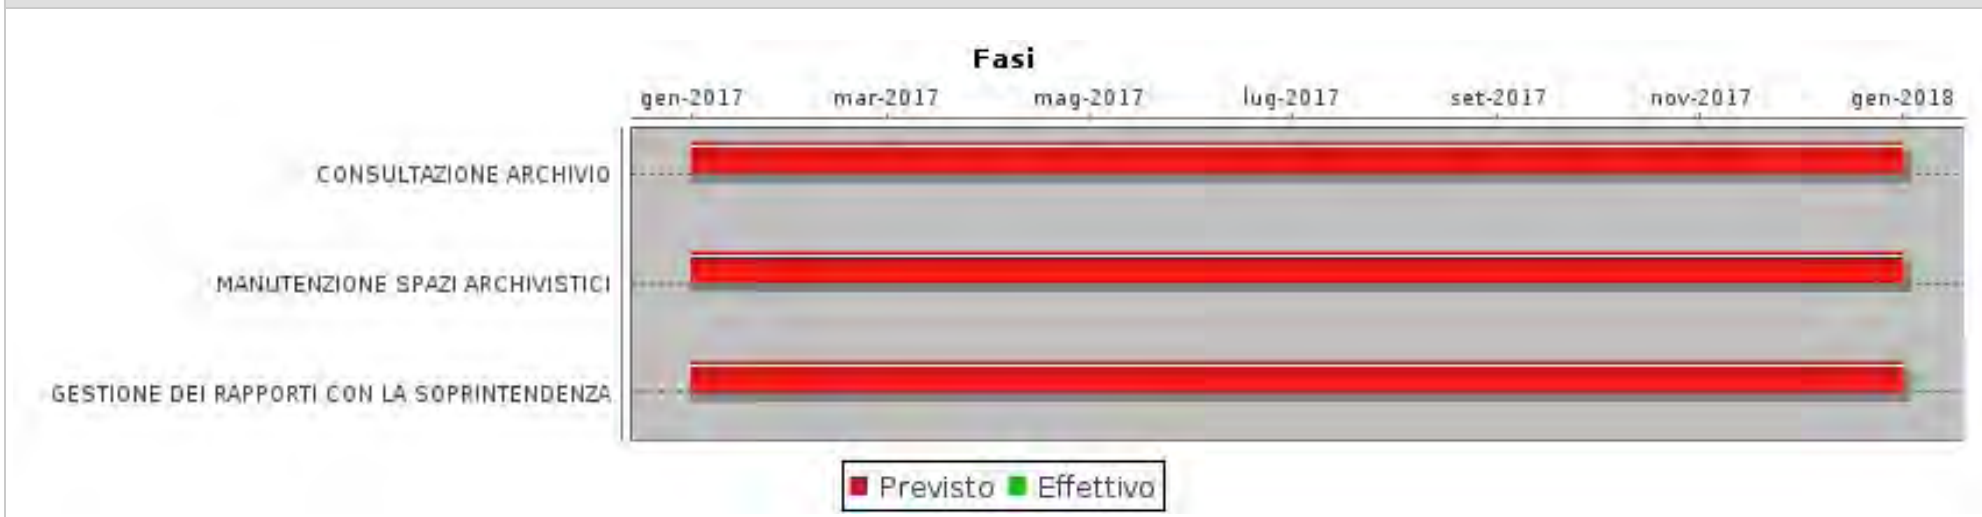 Fasi
gen-2017 mar-2017 mag-2017 lug-2017 set-2017 nov-2017 gen-2018
CONSULTAZIONE ARCHIVIO
MANUTENZIONE SPAZI ARCHIVISTICI
GESTIONE DEI RAPPORTI CON LA SOPRINTENDENZA
Previsto Effettivo